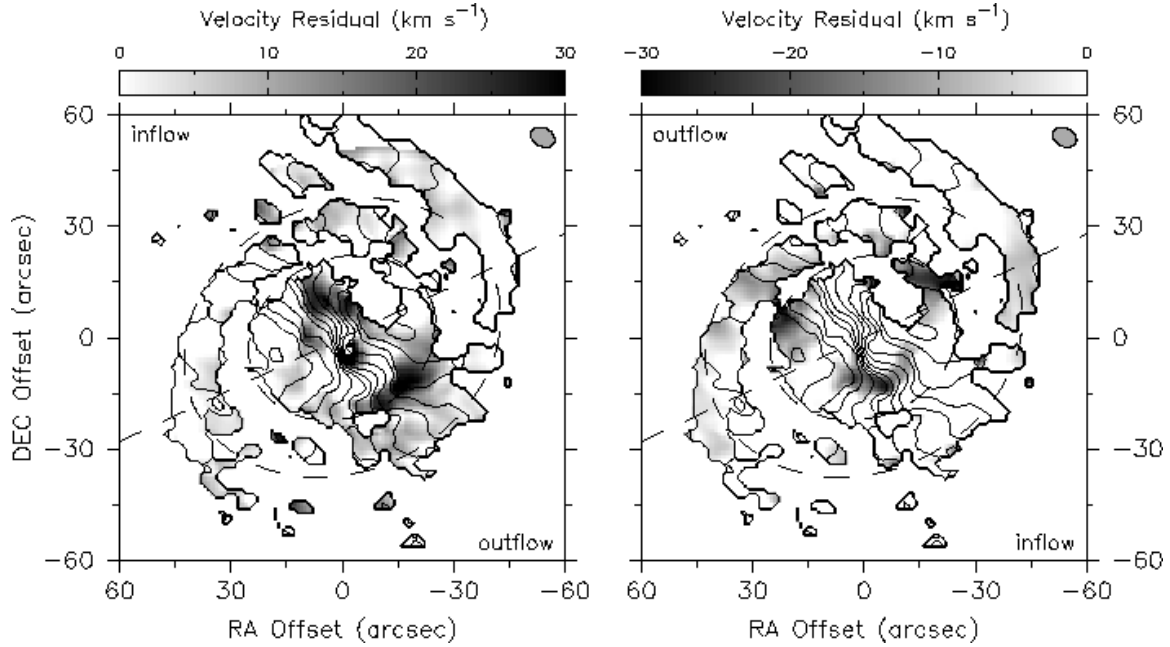 Velocity Residual (km s⁻¹)
0 10 20 30
Velocity Residual (km s⁻¹)
−30 −20 −10 0
60
30
0
−30
−60
DEC Offset (arcsec)
inflow
outflow
60 30 0 −30 −60
RA Offset (arcsec)
outflow
inflow
60
30
0
−30
−60
60 30 0 −30 −60
RA Offset (arcsec)